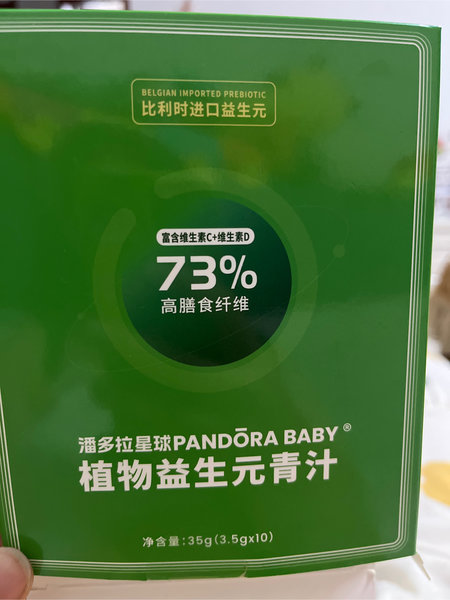 BELGIAN IMPORTED PREBIOTIC
比利时进口益生元
富含维生素C+维生素D
73%
高膳食纤维
潘多拉星球PANDŌRA BABY®
植物益生元青汁
净含量:35g(3.5gx10)